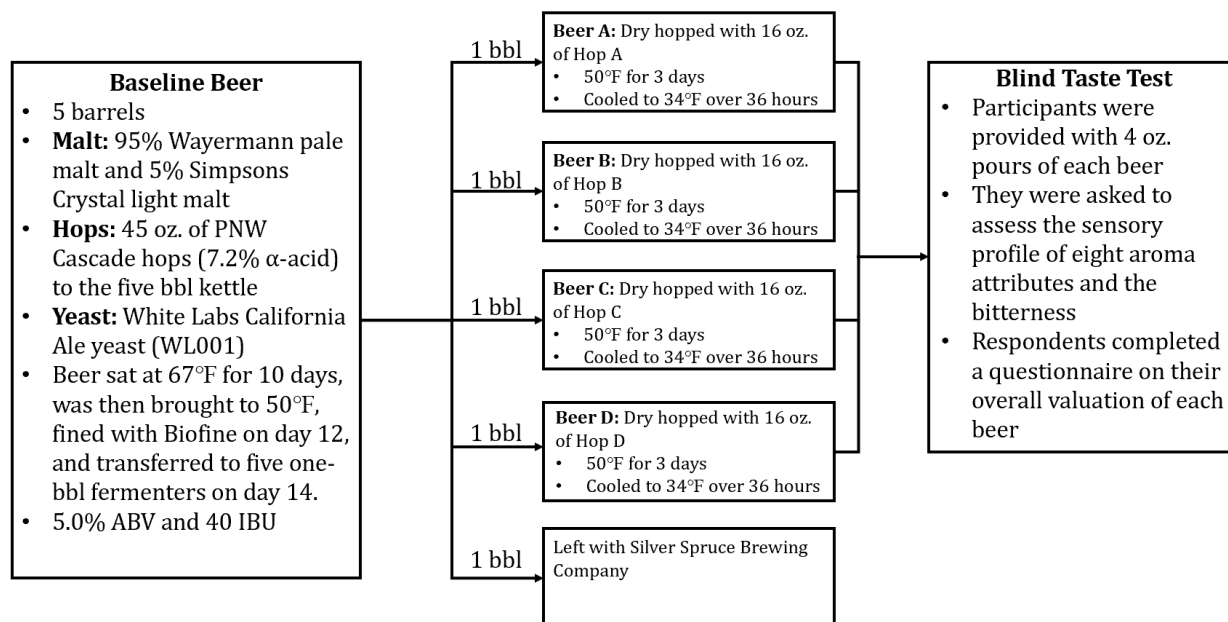 Baseline Beer
• 5 barrels
• Malt: 95% Wayermann pale
malt and 5% Simpsons
Crystal light malt
• Hops: 45 oz. of PNW
Cascade hops (7.2% α-acid)
to the five bbl kettle
• Yeast: White Labs California
Ale yeast (WL001)
• Beer sat at 67°F for 10 days,
was then brought to 50°F,
fined with Biofine on day 12,
and transferred to five one-
bbl fermenters on day 14.
• 5.0% ABV and 40 IBU
1 bbl
Beer A: Dry hopped with 16 oz.
of Hop A
• 50°F for 3 days
• Cooled to 34°F over 36 hours
1 bbl
Beer B: Dry hopped with 16 oz.
of Hop B
• 50°F for 3 days
• Cooled to 34°F over 36 hours
1 bbl
Beer C: Dry hopped with 16 oz.
of Hop C
• 50°F for 3 days
• Cooled to 34°F over 36 hours
1 bbl
Beer D: Dry hopped with 16 oz.
of Hop D
• 50°F for 3 days
• Cooled to 34°F over 36 hours
1 bbl
Left with Silver Spruce Brewing
Company
Blind Taste Test
• Participants were
provided with 4 oz.
pours of each beer
• They were asked to
assess the sensory
profile of eight aroma
attributes and the
bitterness
• Respondents completed
a questionnaire on their
overall valuation of each
beer